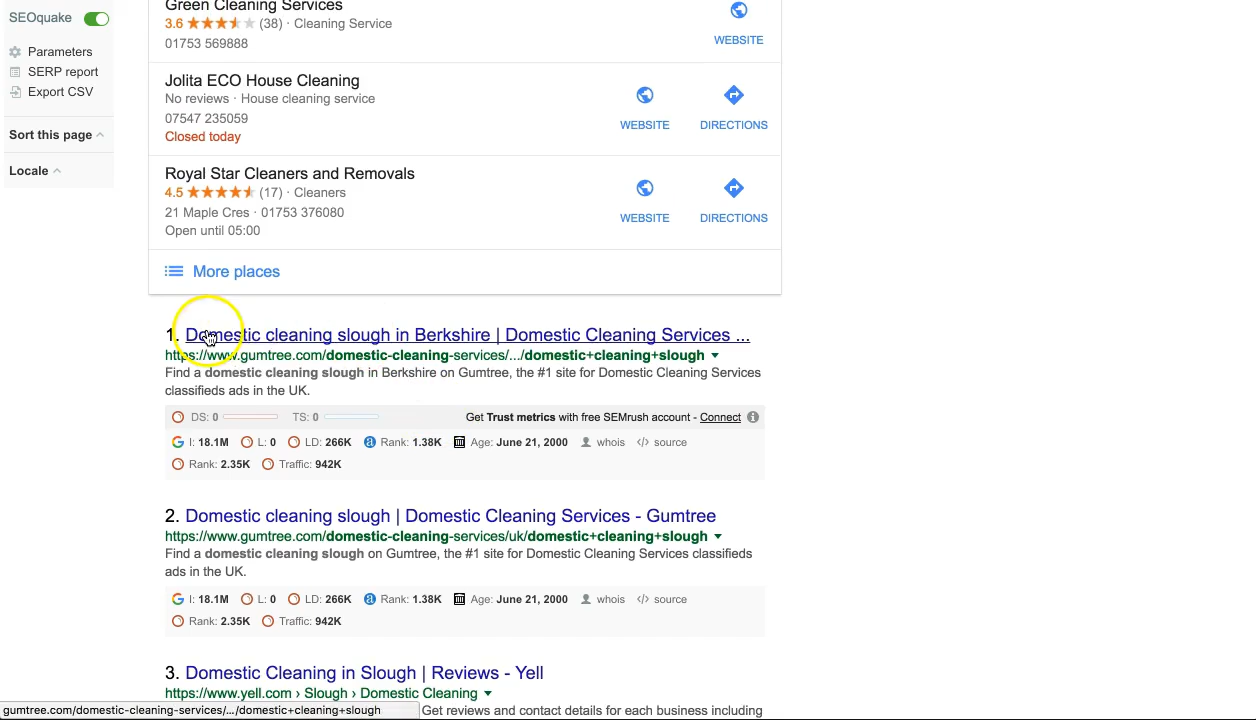 SEOquake
Parameters
SERP report
Export CSV
Sort this page
Locale
Green Cleaning Services
3.6 (38) · Cleaning Service
01753 569888
WEBSITE
Jolita ECO House Cleaning
No reviews · House cleaning service
07547 235059
Closed today
WEBSITE DIRECTIONS
Royal Star Cleaners and Removals
4.5 (17) · Cleaners
21 Maple Cres · 01753 376080
Open until 05:00
WEBSITE DIRECTIONS
More places
1. Domestic cleaning slough in Berkshire | Domestic Cleaning Services ...
https://www.gumtree.com/domestic-cleaning-services/.../domestic+cleaning+slough
Find a domestic cleaning slough in Berkshire on Gumtree, the #1 site for Domestic Cleaning Services
classifieds ads in the UK.
DS: 0 TS: 0 Get Trust metrics with free SEMrush account - Connect
I: 18.1M L: 0 LD: 266K Rank: 1.38K Age: June 21, 2000 whois </> source
Rank: 2.35K Traffic: 942K
2. Domestic cleaning slough | Domestic Cleaning Services - Gumtree
https://www.gumtree.com/domestic-cleaning-services/uk/domestic+cleaning+slough
Find a domestic cleaning slough on Gumtree, the #1 site for Domestic Cleaning Services classifieds
ads in the UK.
I: 18.1M L: 0 LD: 266K Rank: 1.38K Age: June 21, 2000 whois </> source
Rank: 2.35K Traffic: 942K
3. Domestic Cleaning in Slough | Reviews - Yell
https://www.yell.com › Slough › Domestic Cleaning
Get reviews and contact details for each business including
gumtree.com/domestic-cleaning-services/.../domestic+cleaning+slough